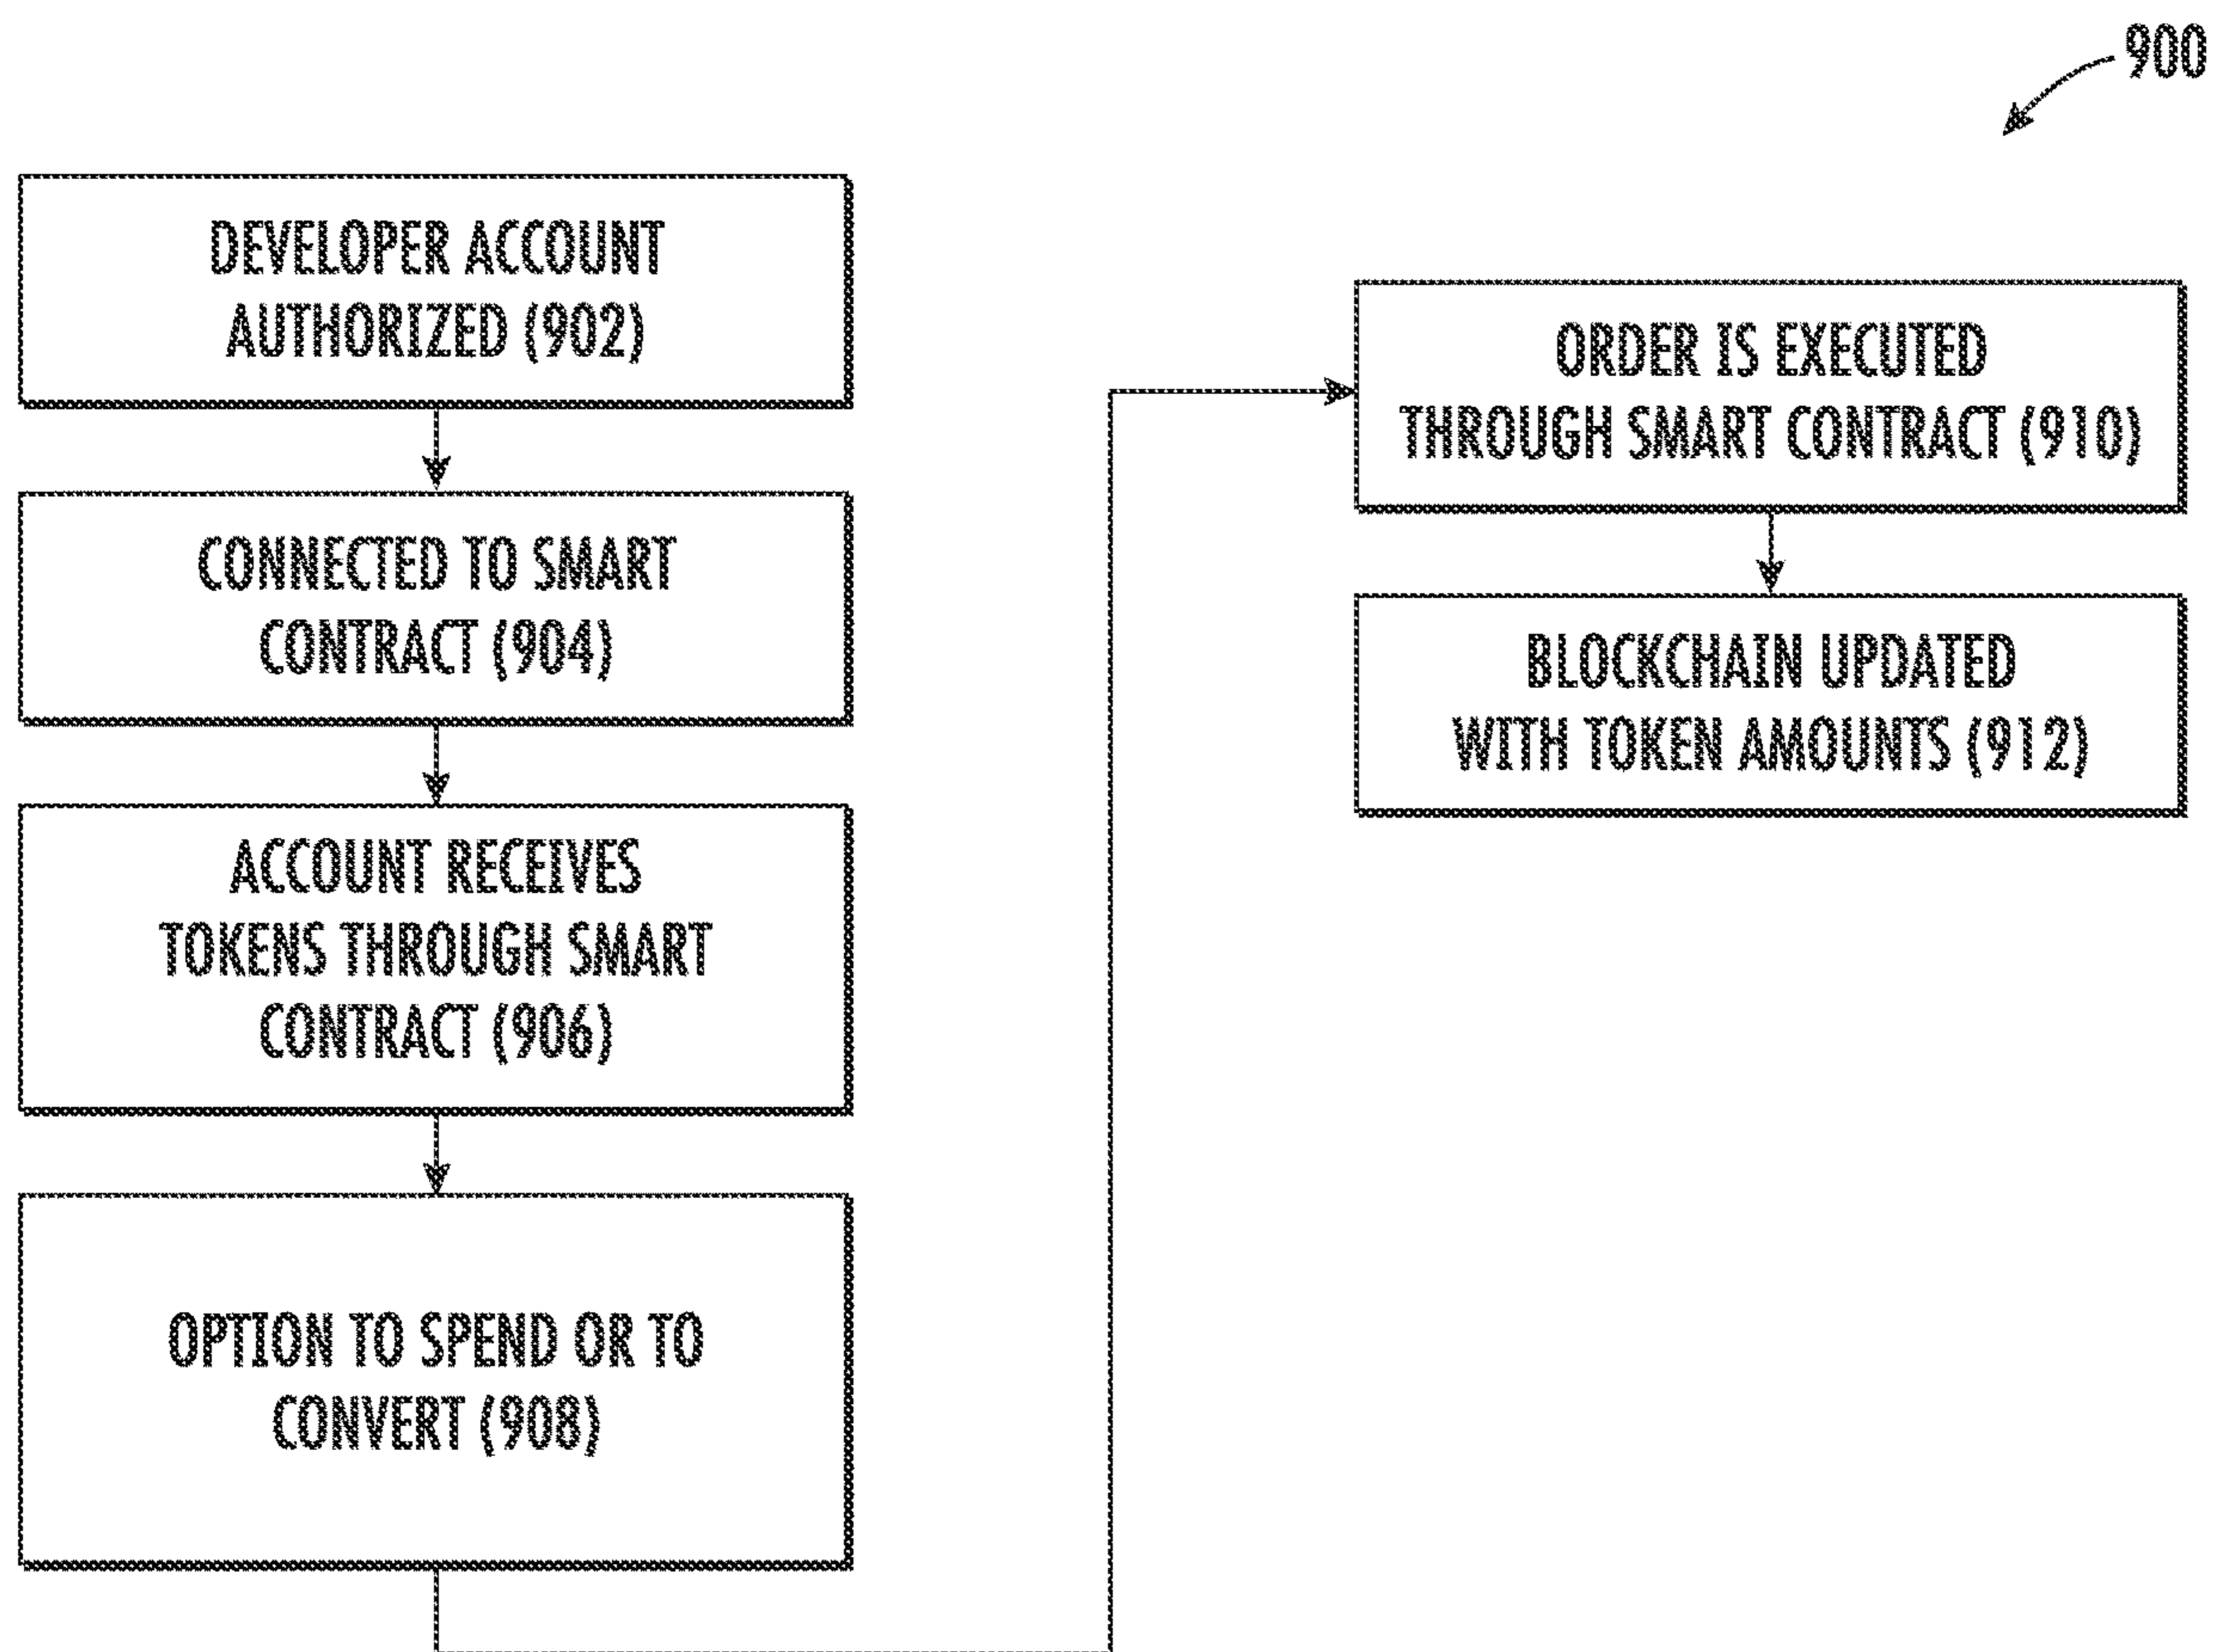 900
DEVELOPER ACCOUNT
AUTHORIZED (902)
CONNECTED TO SMART
CONTRACT (904)
ACCOUNT RECEIVES
TOKENS THROUGH SMART
CONTRACT (906)
OPTION TO SPEND OR TO
CONVERT (908)
ORDER IS EXECUTED
THROUGH SMART CONTRACT (910)
BLOCKCHAIN UPDATED
WITH TOKEN AMOUNTS (912)